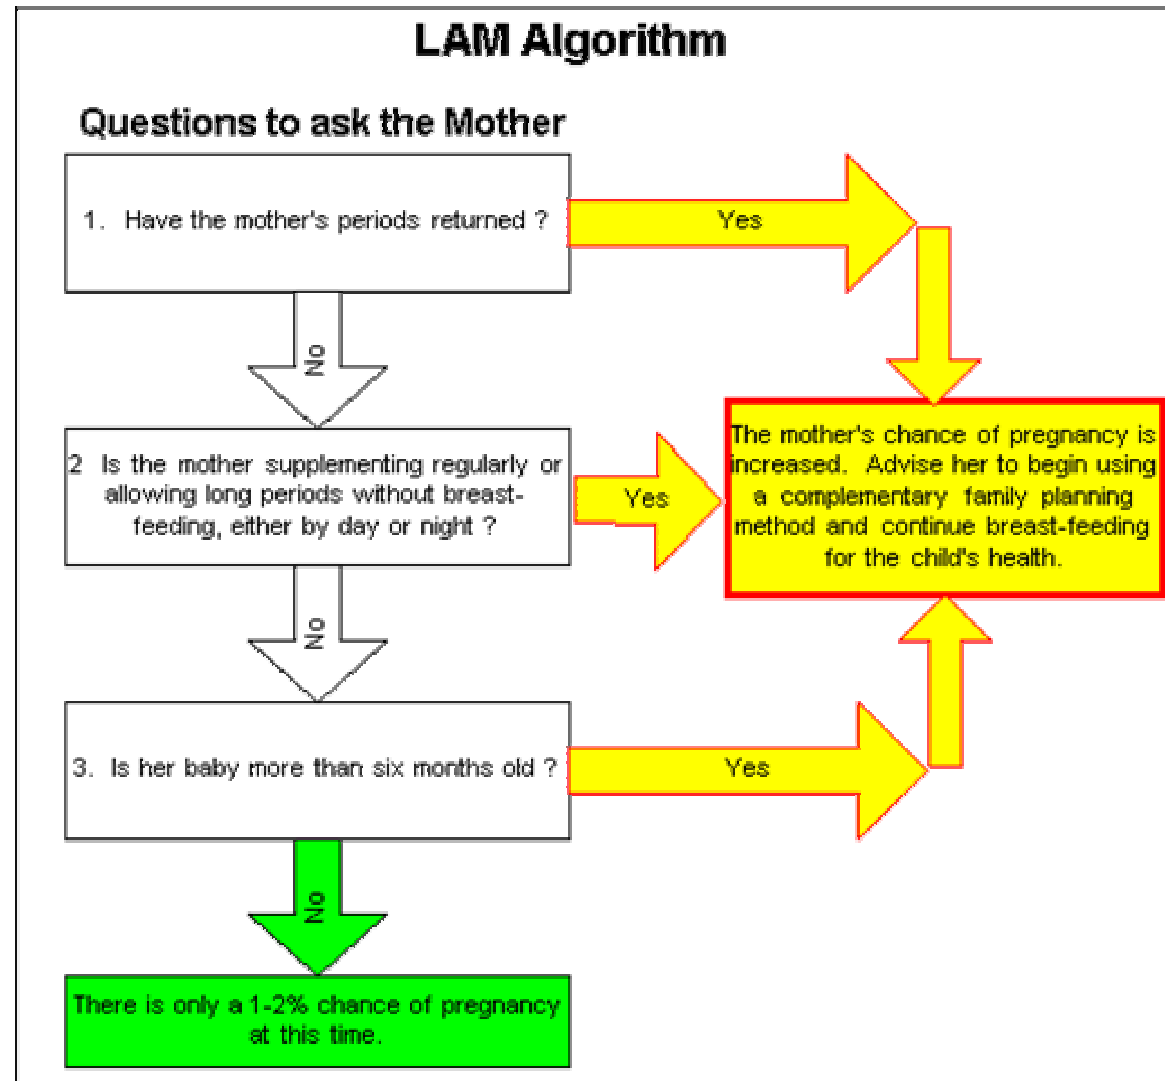 LAM Algorithm
Questions to ask the Mother
1. Have the mother's periods returned ?
Yes
No
2 Is the mother supplementing regularly or
allowing long periods without breast-
feeding, either by day or night ?
Yes
The mother's chance of pregnancy is
increased. Advise her to begin using
a complementary family planning
method and continue breast-feeding
for the child's health.
No
3. Is her baby more than six months old ?
Yes
No
There is only a 1-2% chance of pregnancy
at this time.